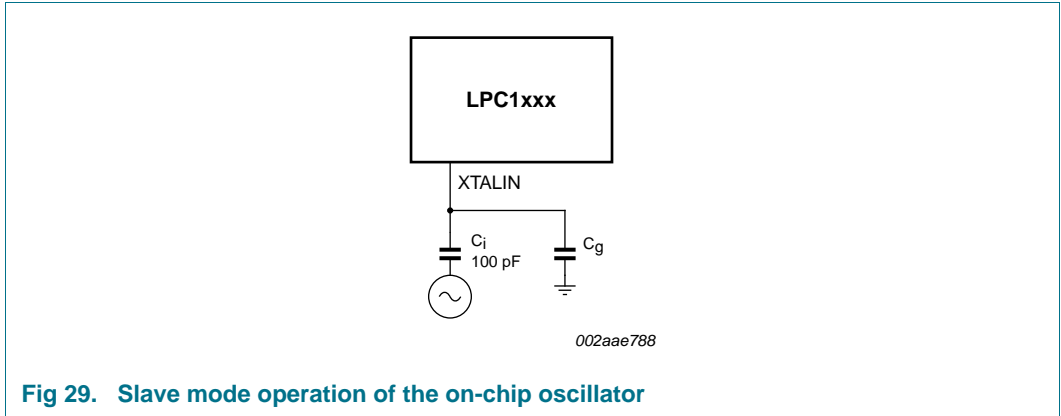 LPC1xxx
XTALIN
Ci
100 pF
Cg
002aae788
Fig 29. Slave mode operation of the on-chip oscillator